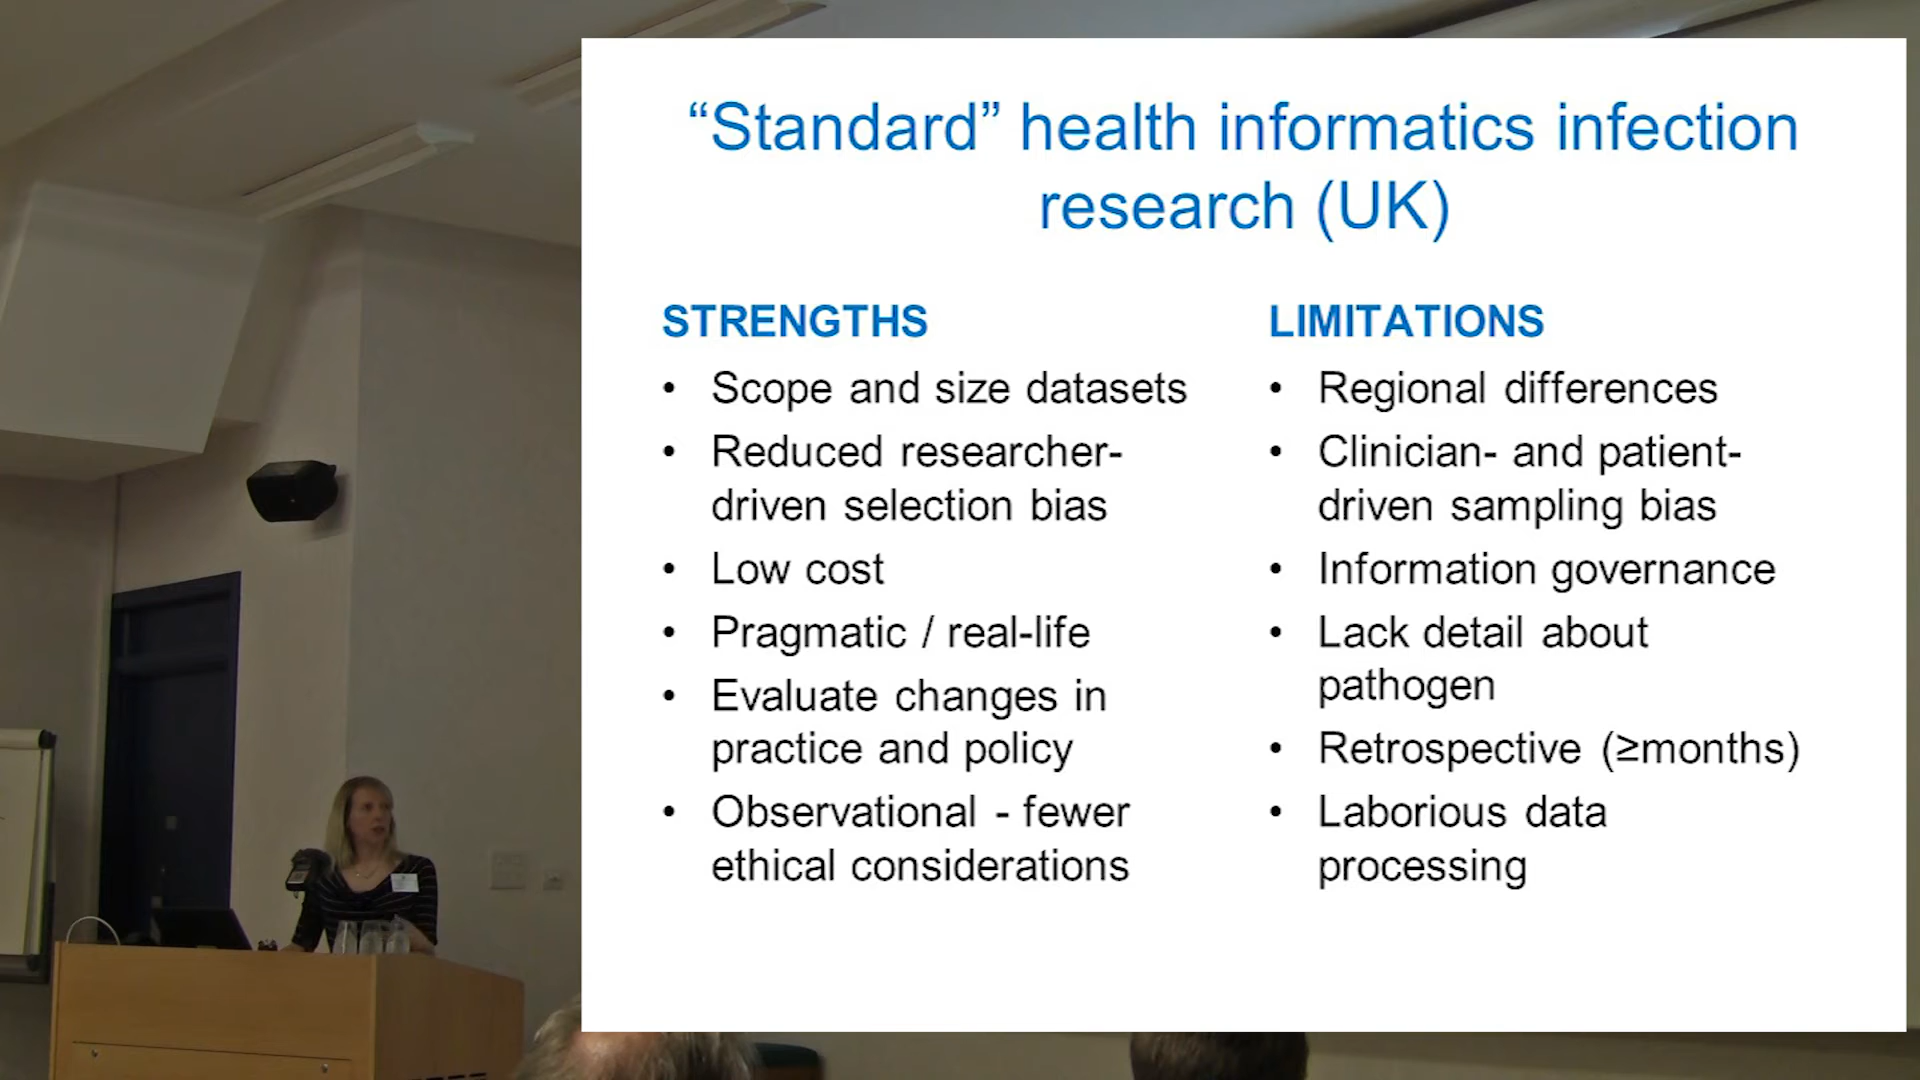 “Standard” health informatics infection
research (UK)
STRENGTHS
• Scope and size datasets
• Reduced researcher-
driven selection bias
• Low cost
• Pragmatic / real-life
• Evaluate changes in
practice and policy
• Observational - fewer
ethical considerations
LIMITATIONS
• Regional differences
• Clinician- and patient-
driven sampling bias
• Information governance
• Lack detail about
pathogen
• Retrospective (≥months)
• Laborious data
processing